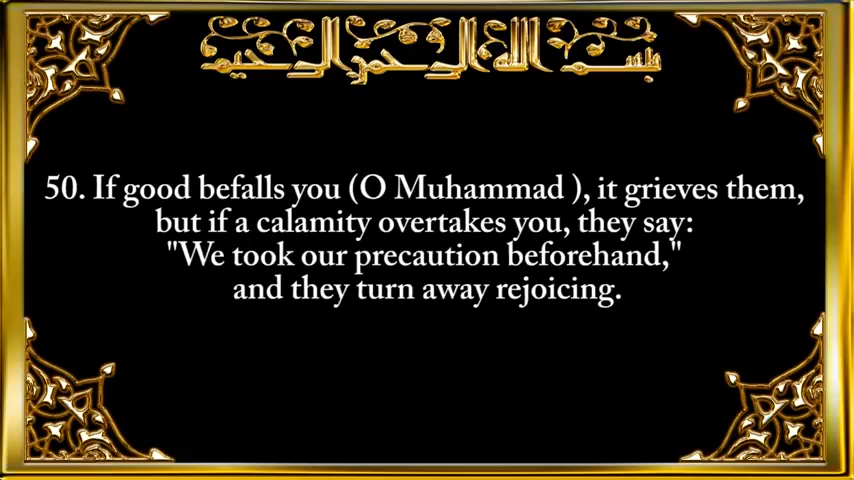 بسم الله الرحمن الرحيم
50. If good befalls you (O Muhammad ), it grieves them,
but if a calamity overtakes you, they say:
"We took our precaution beforehand,"
and they turn away rejoicing.